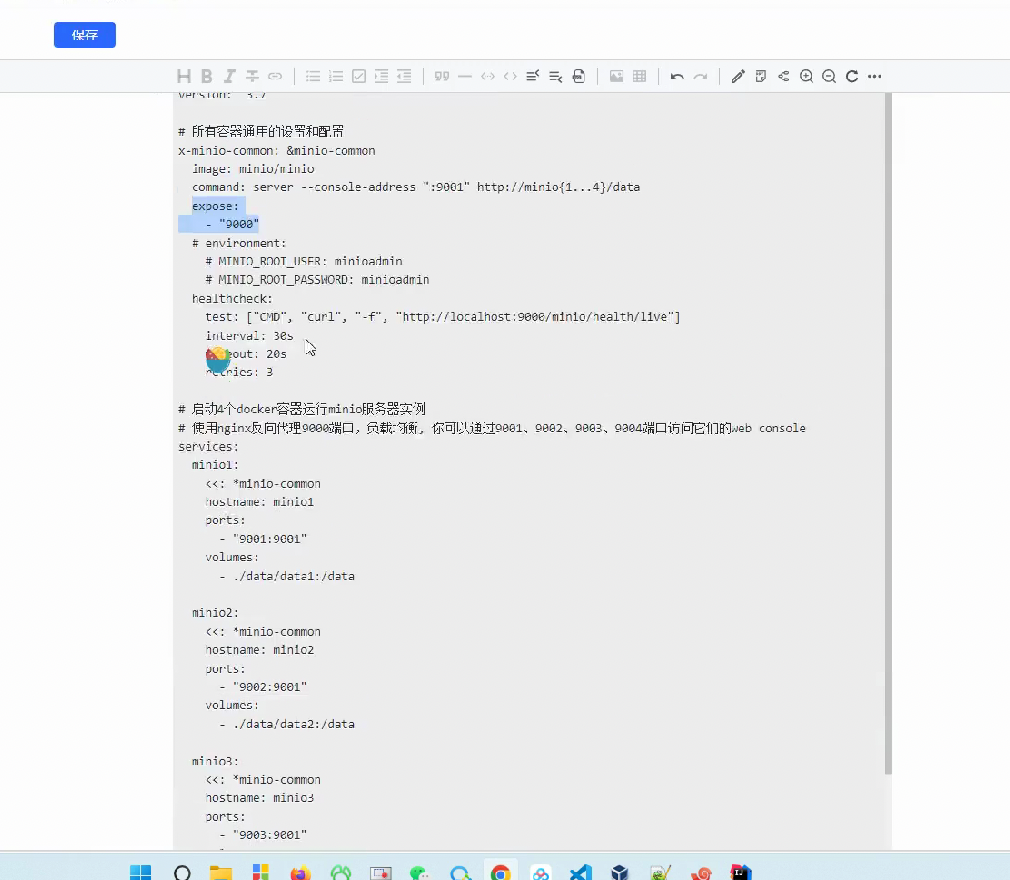 保存
version: "3.7"
# 所有容器通用的设置和配置
x-minio-common: &minio-common
  image: minio/minio
  command: server --console-address ":9001" http://minio{1...4}/data
  expose:
    - "9000"
  # environment:
    # MINIO_ROOT_USER: minioadmin
    # MINIO_ROOT_PASSWORD: minioadmin
  healthcheck:
    test: ["CMD", "curl", "-f", "http://localhost:9000/minio/health/live"]
    interval: 30s
    timeout: 20s
    retries: 3
# 启动4个docker容器运行minio服务器实例
# 使用nginx反向代理9000端口，负载均衡, 你可以通过9001、9002、9003、9004端口访问它们的web console
services:
  minio1:
    <<: *minio-common
    hostname: minio1
    ports:
      - "9001:9001"
    volumes:
      - ./data/data1:/data
  minio2:
    <<: *minio-common
    hostname: minio2
    ports:
      - "9002:9001"
    volumes:
      - ./data/data2:/data
  minio3:
    <<: *minio-common
    hostname: minio3
    ports:
      - "9003:9001"